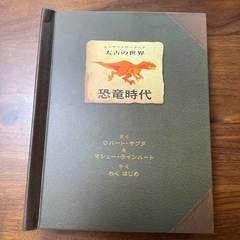 エンサイクロペディア
太古の世界
恐竜時代
さく
ロバート・サブダ
&
マシュー・ラインハート
やく
わく はじめ